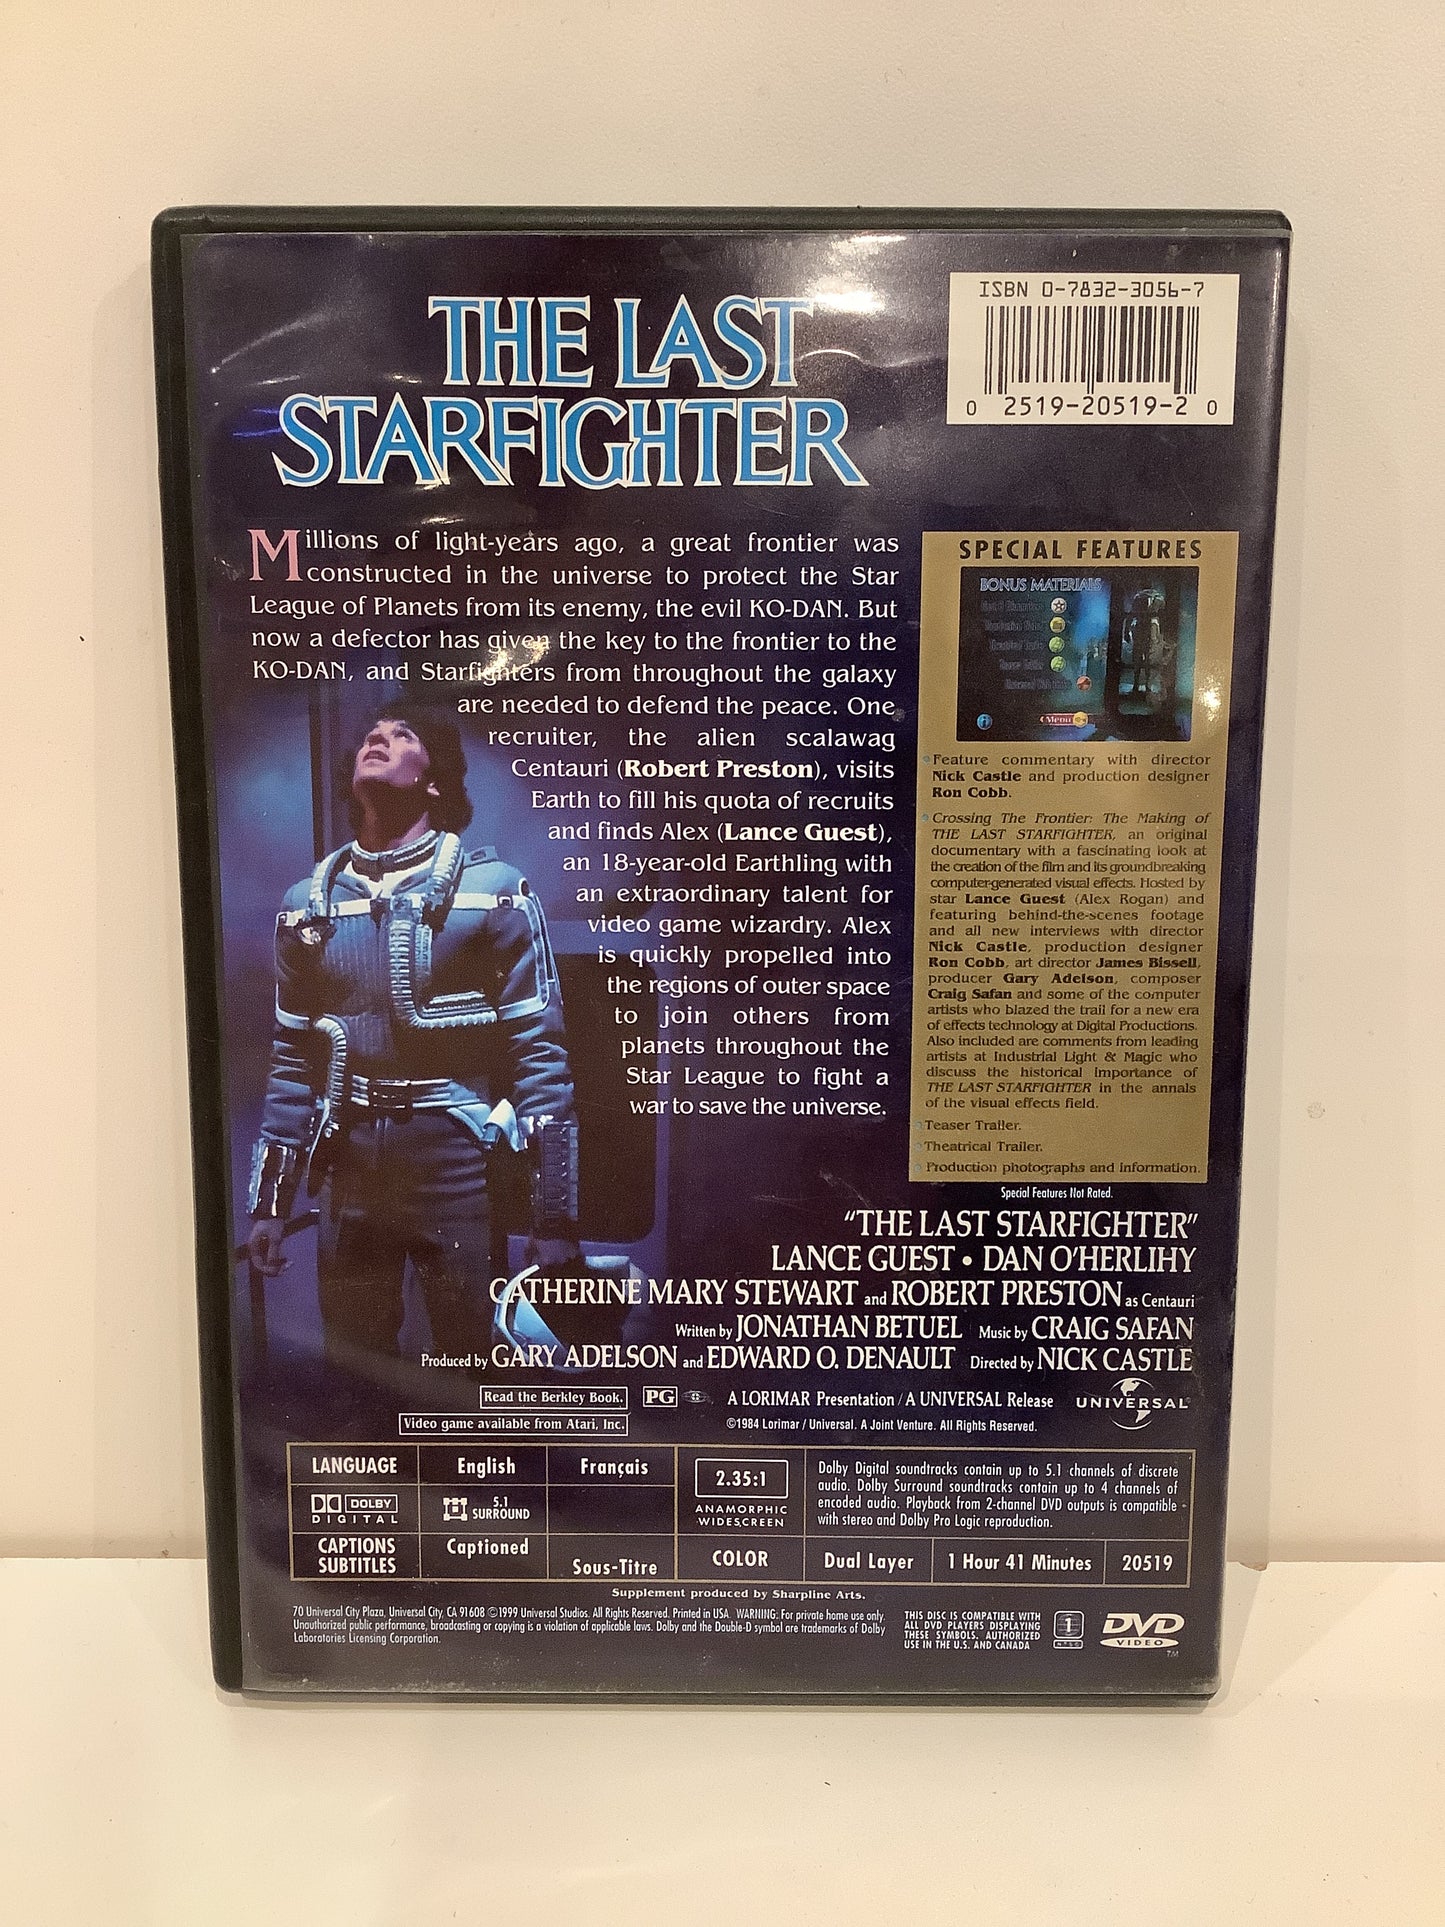 THE LAST
STARFIGHTER
ISBN 0-7832-3056-7
0 2519-20519-2 0
Millions of light-years ago, a great frontier was
constructed in the universe to protect the Star
League of Planets from its enemy, the evil KO-DAN. But
now a defector has given the key to the frontier to the
KO-DAN, and Starfighters from throughout the galaxy
are needed to defend the peace. One
recruiter, the alien scalawag
Centauri (Robert Preston), visits
Earth to fill his quota of recruits
and finds Alex (Lance Guest),
an 18-year-old Earthling with
an extraordinary talent for
video game wizardry. Alex
is quickly propelled into
the regions of outer space
to join others from
planets throughout the
Star League to fight a
war to save the universe.
SPECIAL FEATURES
BONUS MATERIALS
Menu
Feature commentary with director
Nick Castle and production designer
Ron Cobb.
Crossing The Frontier: The Making of
THE LAST STARFIGHTER, an original
documentary with a fascinating look at
the creation of the film and its groundbreaking
computer-generated visual effects. Hosted by
star Lance Guest (Alex Rogan) and
featuring behind-the-scenes footage
and all new interviews with director
Nick Castle, production designer
Ron Cobb, art director James Bissell,
producer Gary Adelson, composer
Craig Safan and some of the computer
artists who blazed the trail for a new era
of effects technology at Digital Productions.
Also included are comments from leading
artists at Industrial Light & Magic who
discuss the historical importance of
THE LAST STARFIGHTER in the annals
of the visual effects field.
Teaser Trailer.
Theatrical Trailer.
Production photographs and information.
Special Features Not Rated.
"THE LAST STARFIGHTER"
LANCE GUEST • DAN O'HERLIHY
CATHERINE MARY STEWART and ROBERT PRESTON as Centauri
Written by JONATHAN BETUEL Music by CRAIG SAFAN
Produced by GARY ADELSON and EDWARD O. DENAULT Directed by NICK CASTLE
Read the Berkley Book. PG A LORIMAR Presentation / A UNIVERSAL Release UNIVERSAL
Video game available from Atari, Inc. ©1984 Lorimar / Universal. A Joint Venture. All Rights Reserved.
LANGUAGE English Français
DOLBY
DIGITAL
5.1
SURROUND
CAPTIONS
SUBTITLES
Captioned
Sous-Titre
2.35:1
ANAMORPHIC
WIDESCREEN
Dolby Digital soundtracks contain up to 5.1 channels of discrete
audio. Dolby Surround soundtracks contain up to 4 channels of
encoded audio. Playback from 2-channel DVD outputs is compatible
with stereo and Dolby Pro Logic reproduction.
COLOR Dual Layer 1 Hour 41 Minutes 20519
Supplement produced by Sharpline Arts.
70 Universal City Plaza, Universal City, CA 91608 ©1999 Universal Studios. All Rights Reserved. Printed in USA. WARNING: For private home use only.
Unauthorized public performance, broadcasting or copying is a violation of applicable laws. Dolby and the Double-D symbol are trademarks of Dolby
Laboratories Licensing Corporation.
THIS DISC IS COMPATIBLE WITH
ALL DVD PLAYERS DISPLAYING
THESE SYMBOLS. AUTHORIZED
USE IN THE U.S. AND CANADA
1
NTSC
DVD
VIDEO
TM